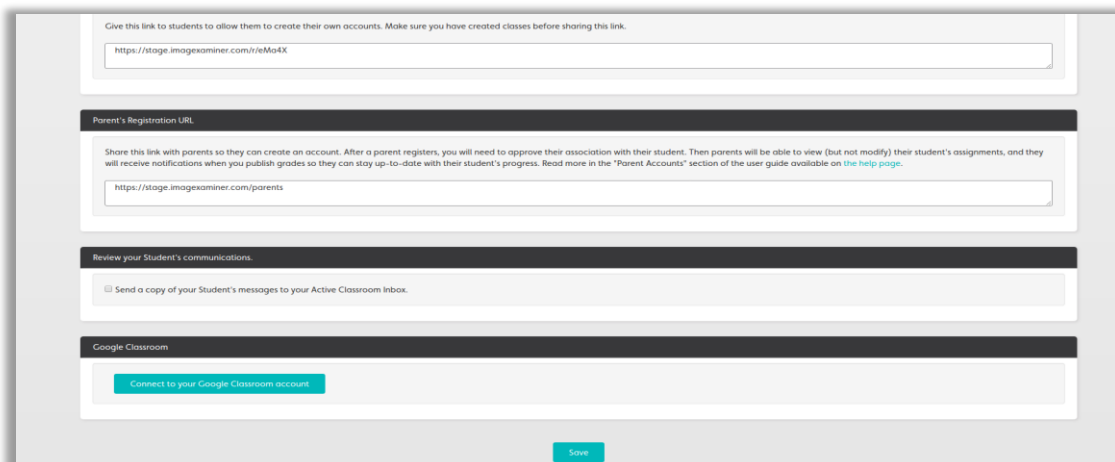 Give this link to students to allow them to create their own accounts. Make sure you have created classes before sharing this link.
https://stage.imagexaminer.com/r/eMa4X
Parent's Registration URL
Share this link with parents so they can create an account. After a parent registers, you will need to approve their association with their student. Then parents will be able to view (but not modify) their student's assignments, and they
will receive notifications when you publish grades so they can stay up-to-date with their student's progress. Read more in the "Parent Accounts" section of the user guide available on the help page.
https://stage.imagexaminer.com/parents
Review your Student's communications.
Send a copy of your Student's messages to your Active Classroom Inbox.
Google Classroom
Connect to your Google Classroom account
Save